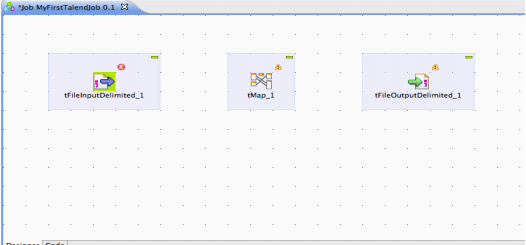 *Job MyFirstTalendJob 0.1
tFileInputDelimited_1
tMap_1
tFileOutputDelimited_1
Designer Code